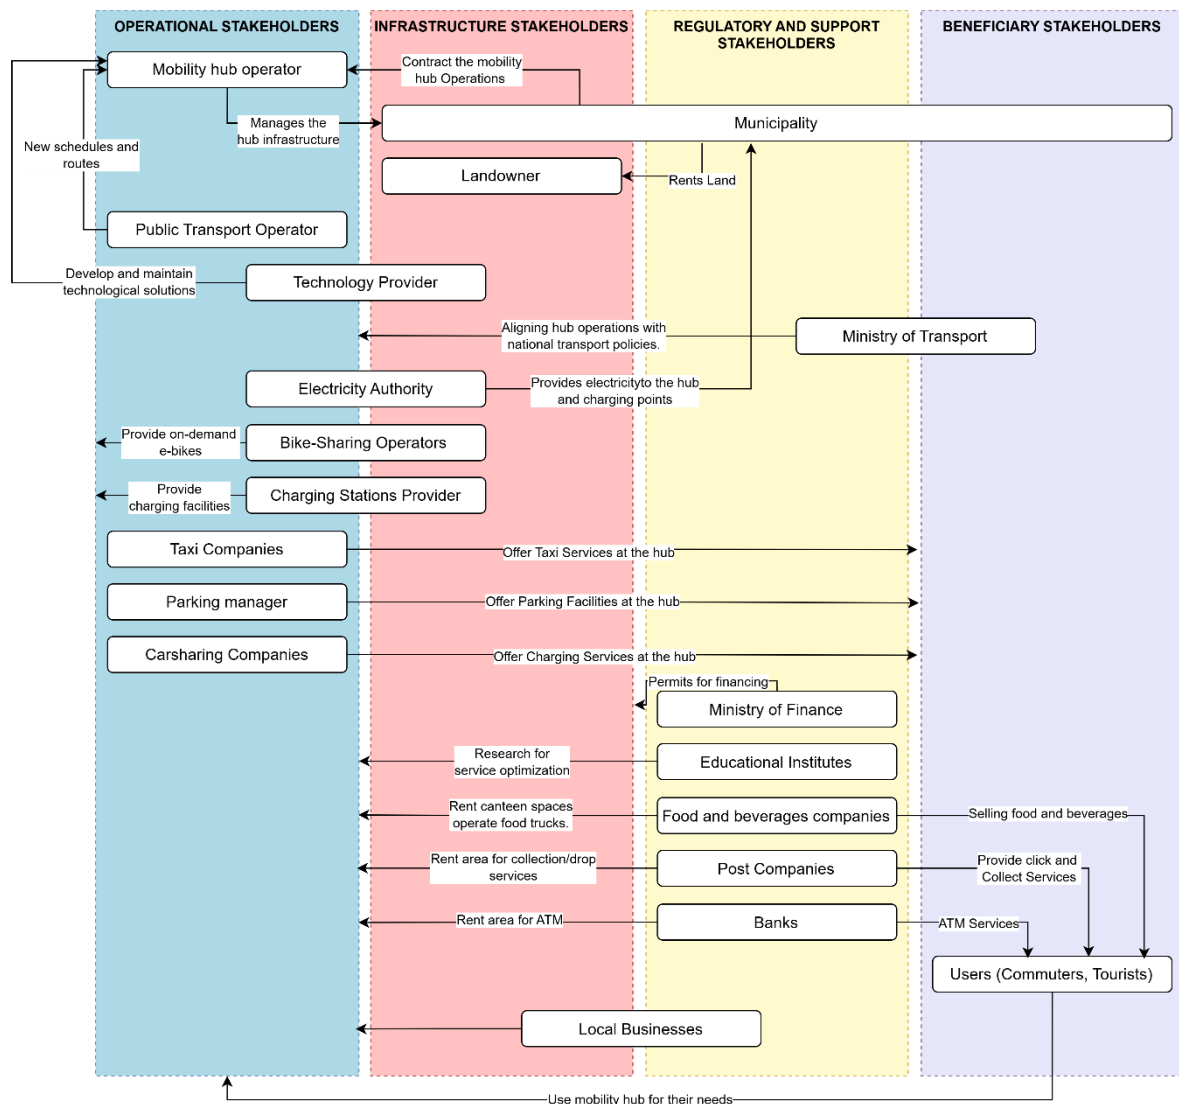 OPERATIONAL STAKEHOLDERS
INFRASTRUCTURE STAKEHOLDERS
REGULATORY AND SUPPORT
STAKEHOLDERS
BENEFICIARY STAKEHOLDERS
Mobility hub operator
Contract the mobility
hub Operations
Manages the
hub infrastructure
Municipality
New schedules and
routes
Landowner
Rents Land
Public Transport Operator
Develop and maintain
technological solutions
Technology Provider
Aligning hub operations with
national transport policies.
Ministry of Transport
Electricity Authority
Provides electricityto the hub
and charging points
Provide on-demand
e-bikes
Bike-Sharing Operators
Provide
charging facilities
Charging Stations Provider
Taxi Companies
Offer Taxi Services at the hub
Parking manager
Offer Parking Facilities at the hub
Carsharing Companies
Offer Charging Services at the hub
Permits for financing
Ministry of Finance
Research for
service optimization
Educational Institutes
Rent canteen spaces
operate food trucks.
Food and beverages companies
Selling food and beverages
Rent area for collection/drop
services
Post Companies
Provide click and
Collect Services
Rent area for ATM
Banks
ATM Services
Users (Commuters, Tourists)
Local Businesses
Use mobility hub for their needs